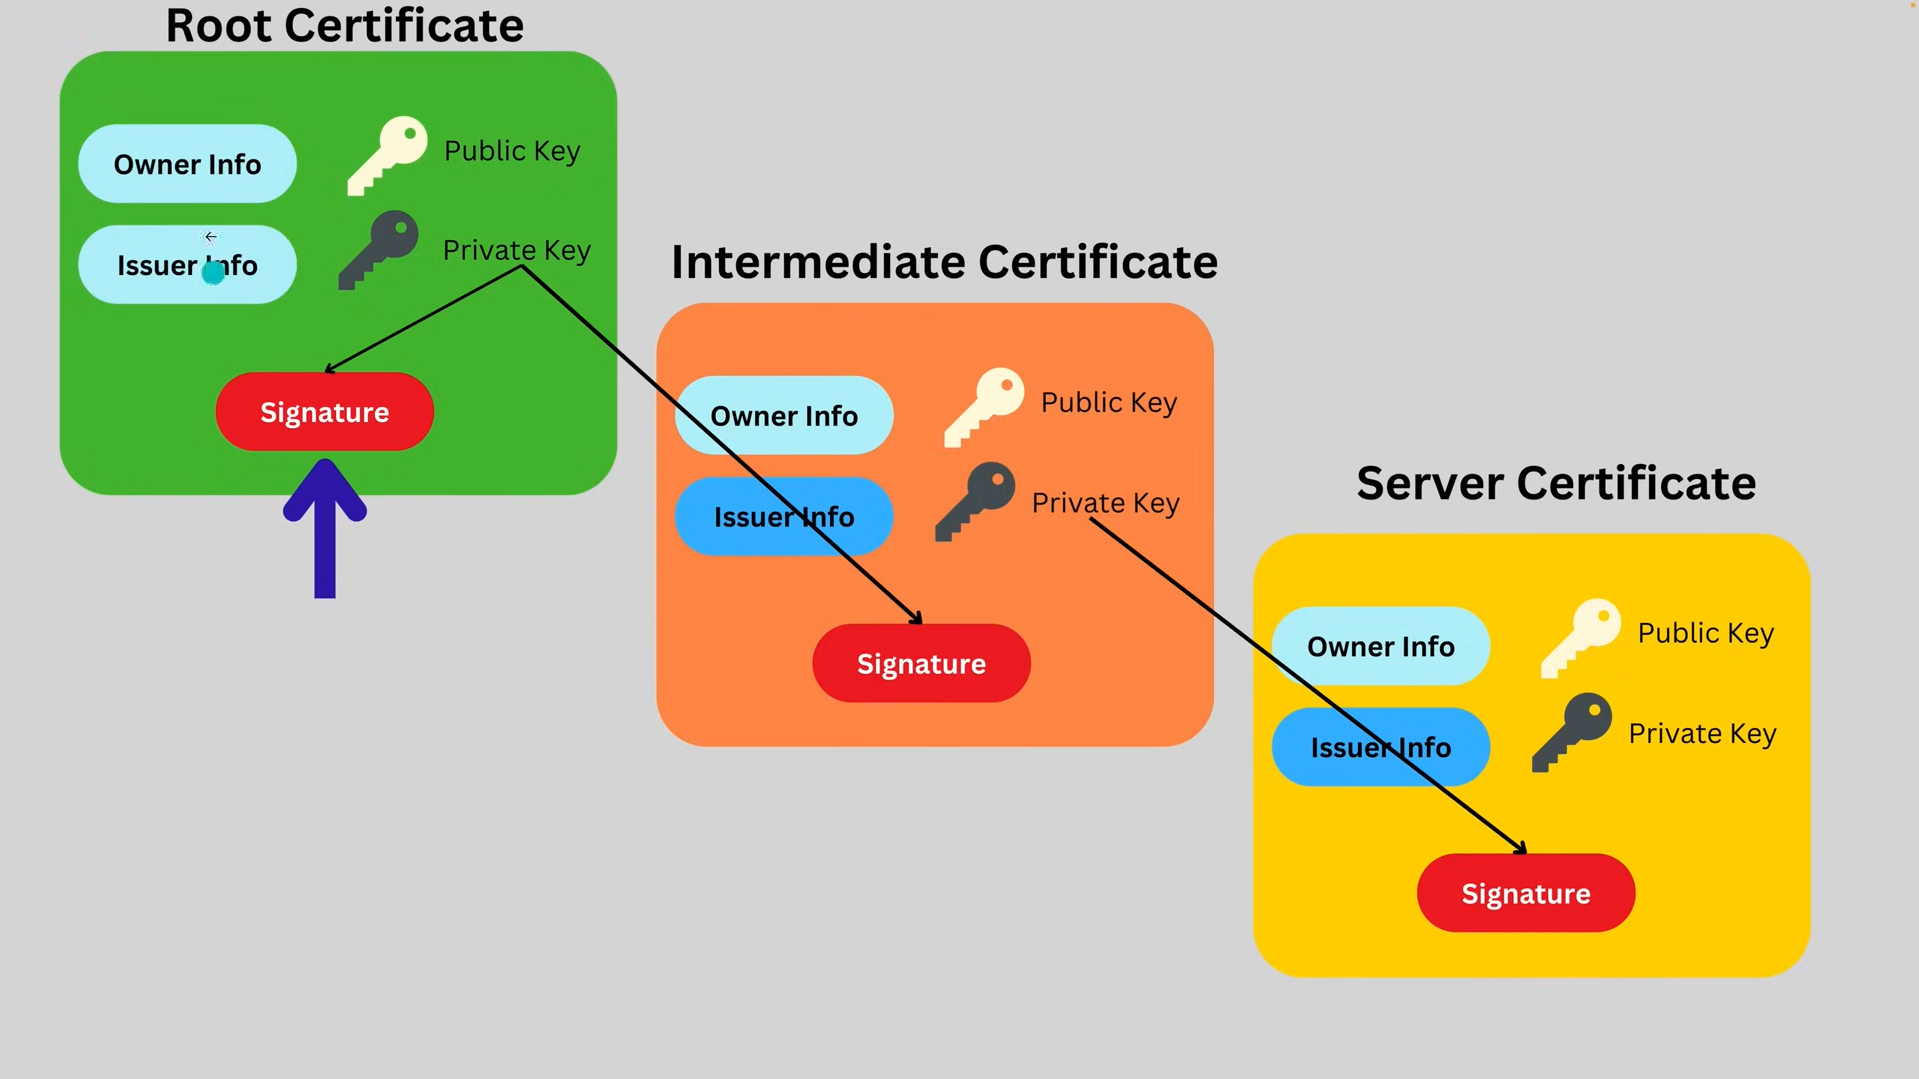 Root Certificate
Owner Info
Public Key
Issuer Info
Private Key
Signature
Intermediate Certificate
Owner Info
Public Key
Issuer Info
Private Key
Signature
Server Certificate
Owner Info
Public Key
Issuer Info
Private Key
Signature